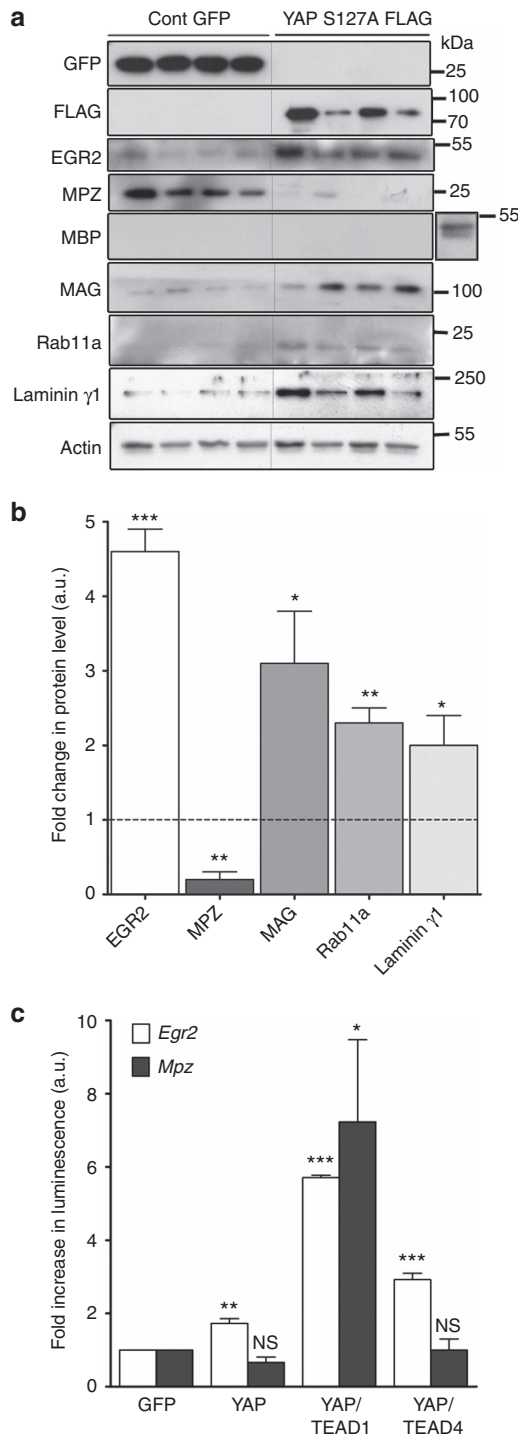 a
Cont GFP YAP S127A FLAG
kDa
GFP
25
FLAG
100
70
EGR2
55
MPZ
25
MBP
55
MAG
100
Rab11a
25
Laminin γ1
250
Actin
55
b
Fold change in protein level (a.u.)
5
4
3
2
1
0
***
**
*
**
*
EGR2 MPZ MAG Rab11a Laminin γ1
c
Fold increase in luminescence (a.u.)
10
8
6
4
2
0
Egr2
Mpz
**
NS
***
*
***
NS
GFP YAP YAP/ YAP/
TEAD1 TEAD4